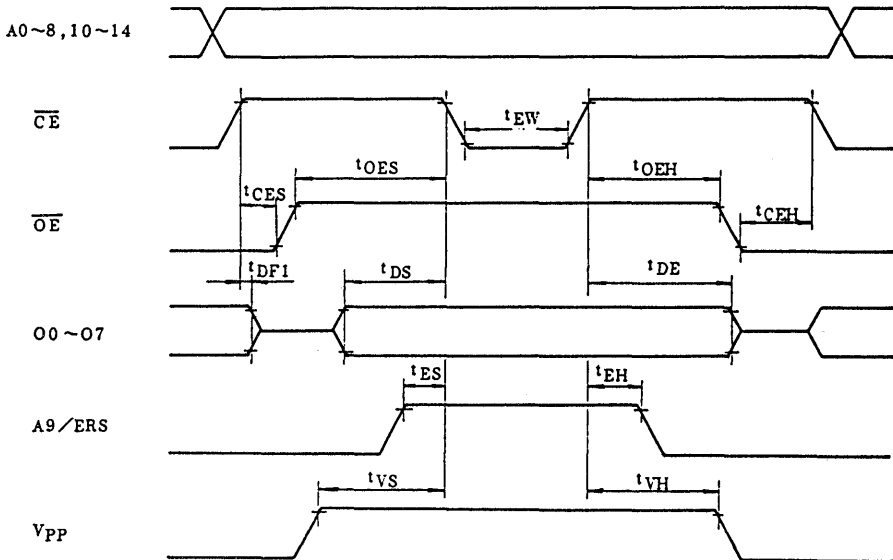 A0~8,10~14
CE
tEW
tOES
tOEH
tCES
OE
tCEH
tDF1
tDS
tDE
O0~O7
tES
tEH
A9/ERS
tVS
tVH
VPP